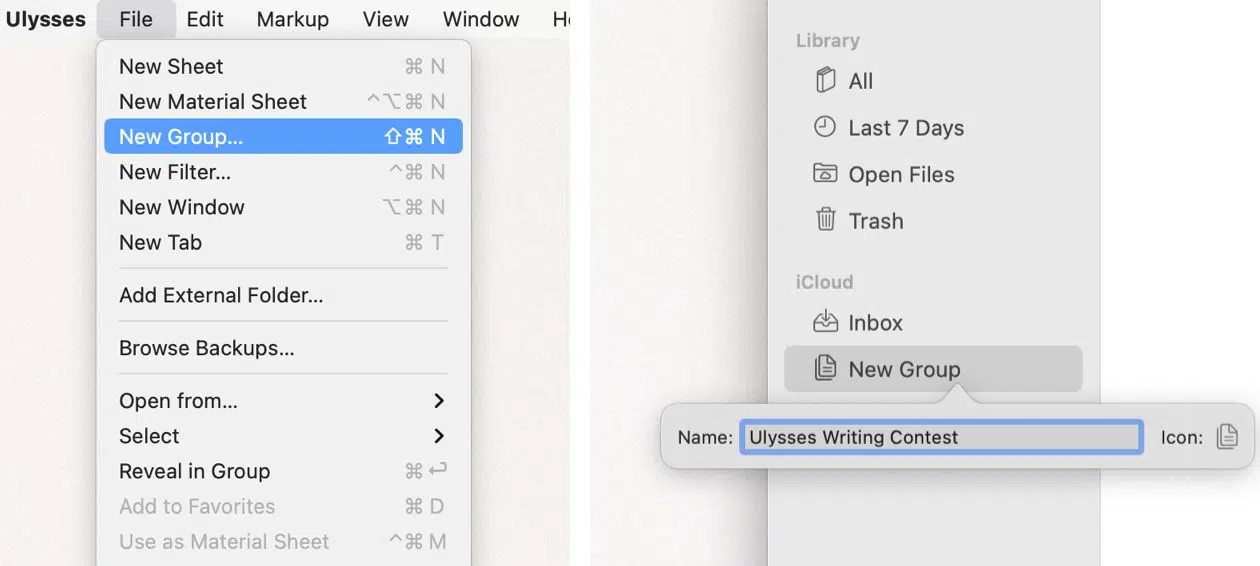 Ulysses File Edit Markup View Window H
New Sheet ⌘ N
New Material Sheet ^⌥⌘ N
New Group... ⇧⌘ N
New Filter... ^⌘ N
New Window ⌥⌘ N
New Tab ⌘ T
Add External Folder...
Browse Backups...
Open from...
Select
Reveal in Group ⌘↩
Add to Favorites ⌘ D
Use as Material Sheet ^⌘ M
Library
All
Last 7 Days
Open Files
Trash
iCloud
Inbox
New Group
Name: Ulysses Writing Contest Icon: